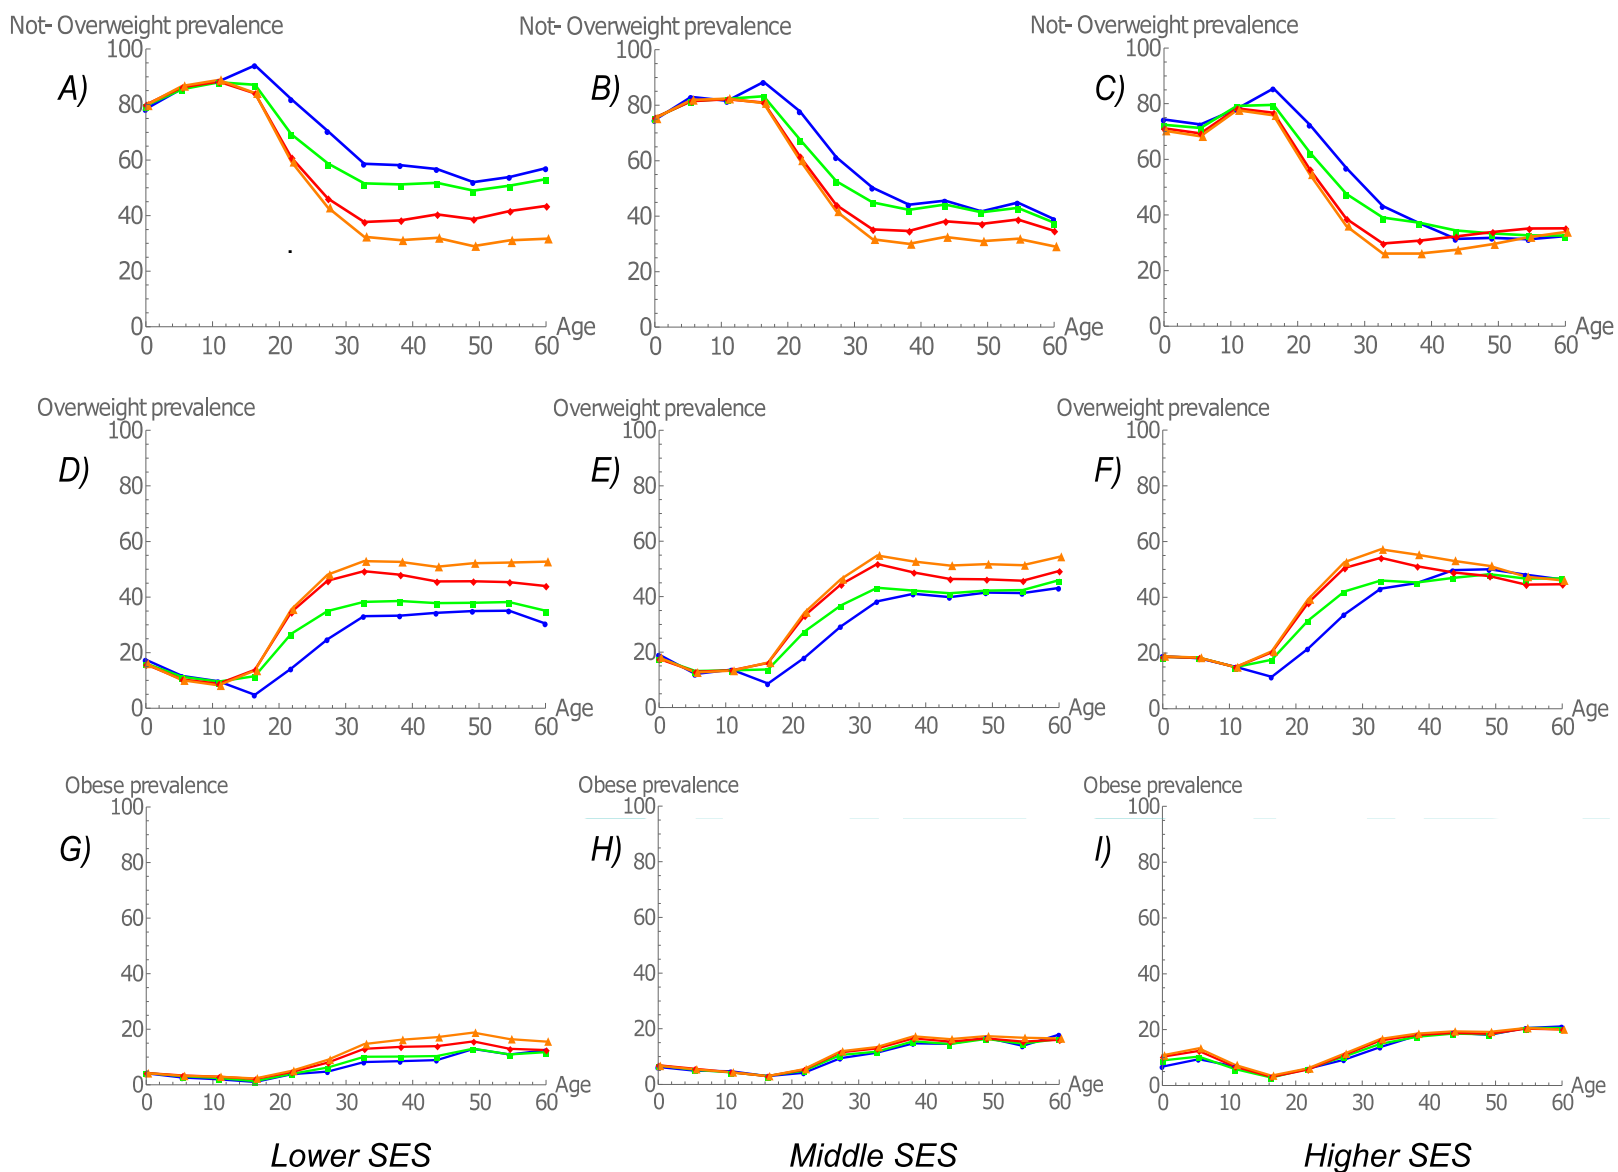 Not- Overweight prevalence Not- Overweight prevalence Not- Overweight prevalence
A) B) C)
100 80 60 40 20 0 Age
0 10 20 30 40 50 60
100 80 60 40 20 0 Age
0 10 20 30 40 50 60
100 80 60 40 20 0 Age
0 10 20 30 40 50 60
Overweight prevalence Overweight prevalence Overweight prevalence
D) E) F)
100 80 60 40 20 0 Age
0 10 20 30 40 50 60
100 80 60 40 20 0 Age
0 10 20 30 40 50 60
100 80 60 40 20 0 Age
0 10 20 30 40 50 60
Obese prevalence Obese prevalence Obese prevalence
G) H) I)
100 80 60 40 20 0 Age
0 10 20 30 40 50 60
100 80 60 40 20 0 Age
0 10 20 30 40 50 60
100 80 60 40 20 0 Age
0 10 20 30 40 50 60
Lower SES Middle SES Higher SES